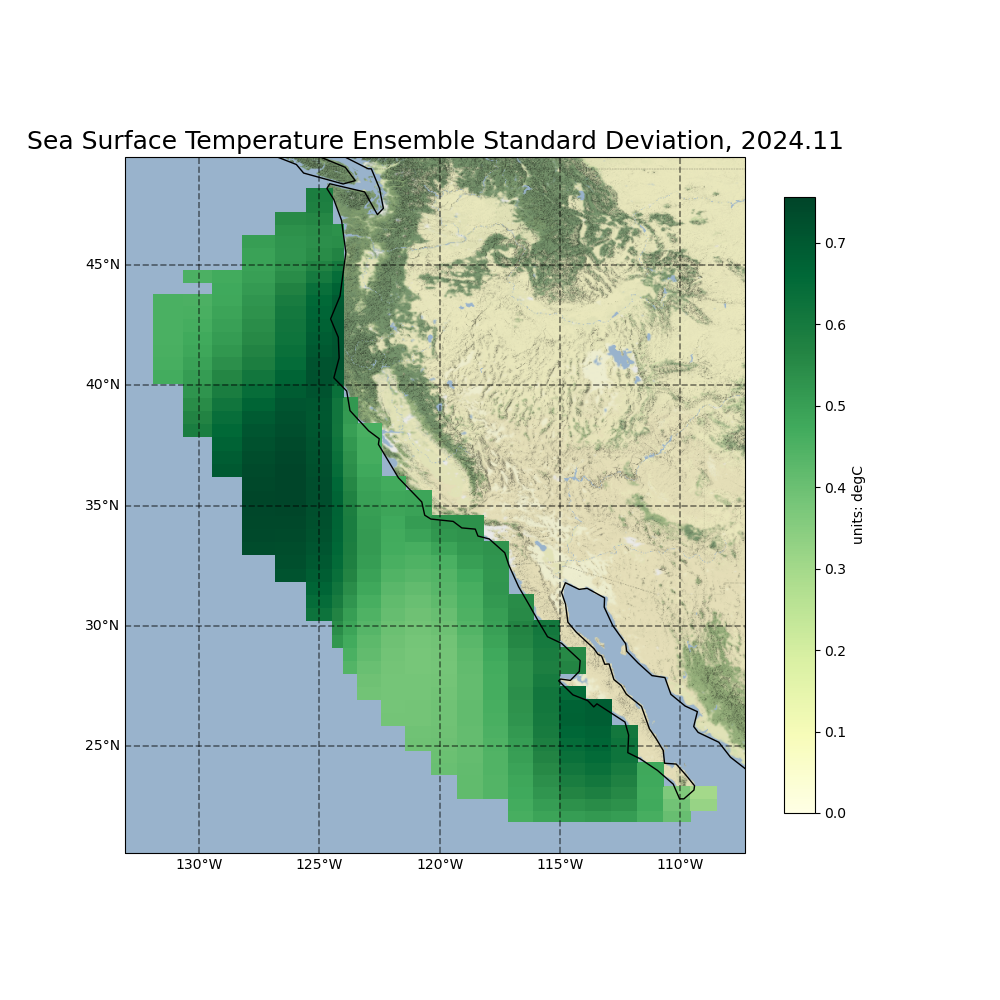 Sea Surface Temperature Ensemble Standard Deviation, 2024.11
45°N
40°N
35°N
30°N
25°N
130°W
125°W
120°W
115°W
110°W
0.7
0.6
0.5
0.4
0.3
0.2
0.1
0.0
units: degC